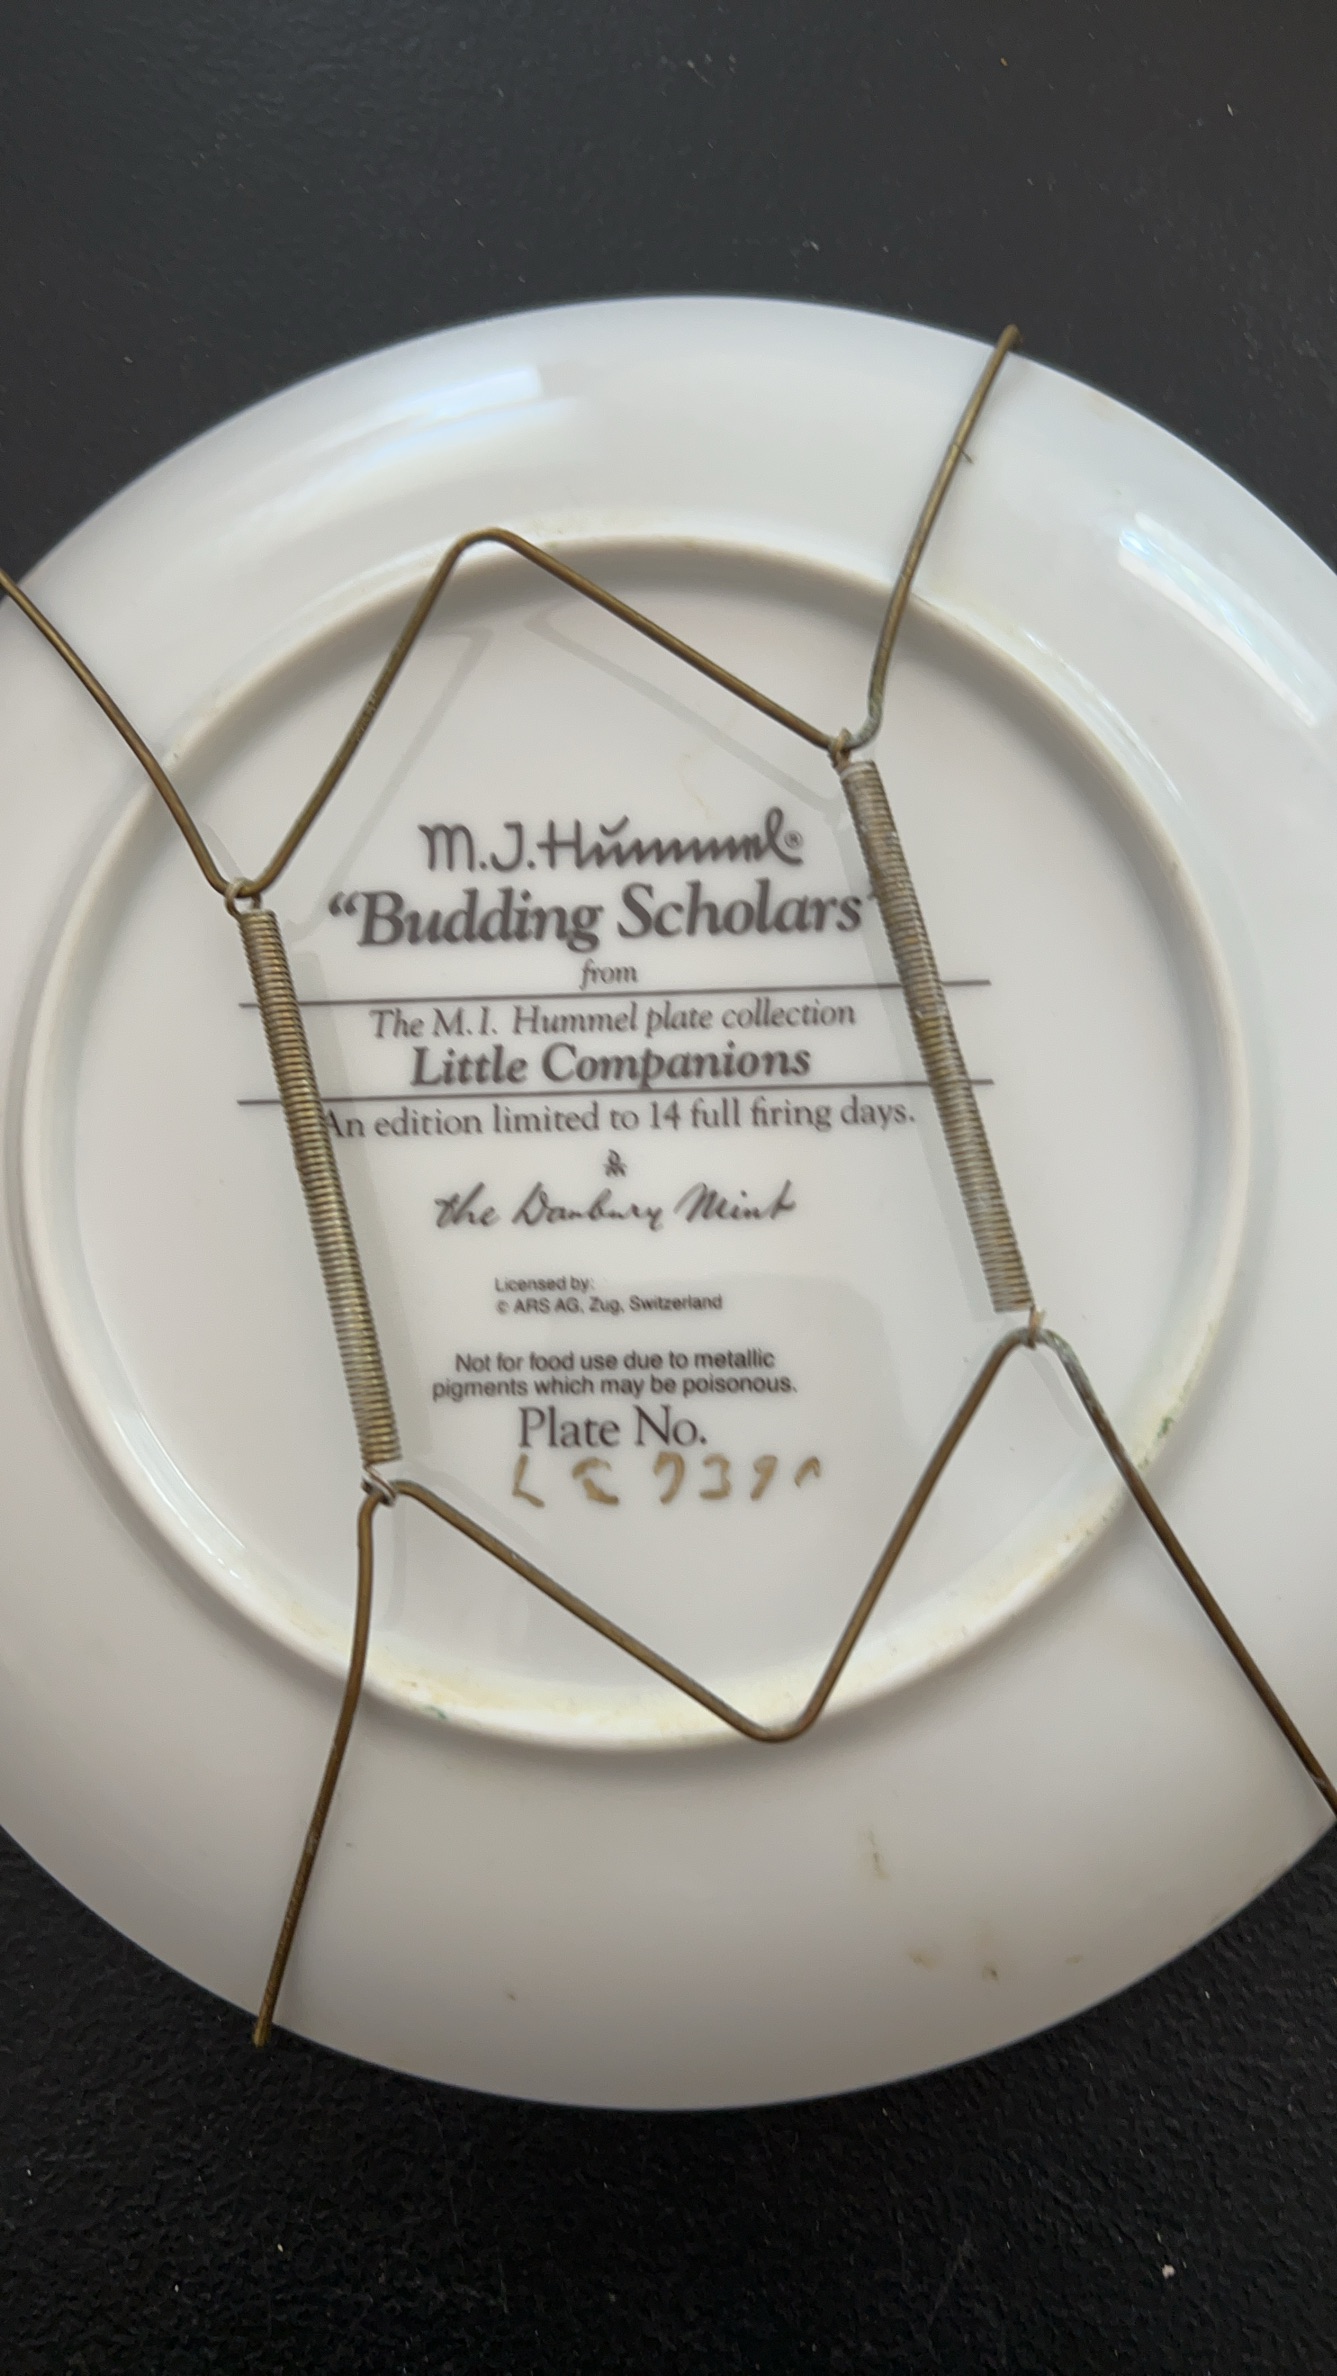 M.J.Hummel®
“Budding Scholars”
from
The M.I. Hummel plate collection
Little Companions
An edition limited to 14 full firing days.
the Danbury Mint
Licensed by:
© ARS AG, Zug, Switzerland
Not for food use due to metallic
pigments which may be poisonous.
Plate No.